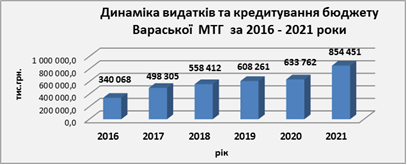 Динаміка видатків та кредитування бюджету
Вараської МТГ за 2016 - 2021 роки
тис.грн.
1 000 000,0
800 000,0
600 000,0
400 000,0
200 000,0
0,0
340 068
498 305
558 412
608 261
633 762
854 451
2016 2017 2018 2019 2020 2021
рік